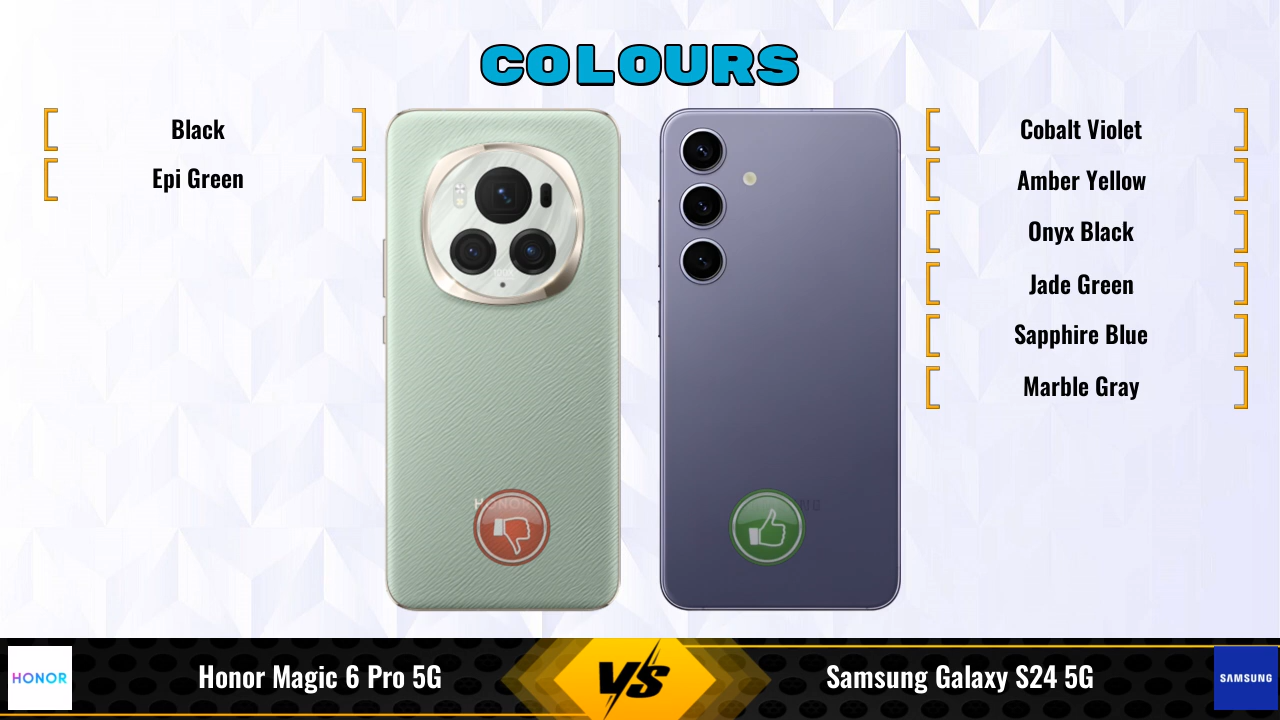 COLOURS
Black
Epi Green
Cobalt Violet
Amber Yellow
Onyx Black
Jade Green
Sapphire Blue
Marble Gray
HONOR
HONOR
Honor Magic 6 Pro 5G
VS
Samsung Galaxy S24 5G
SAMSUNG